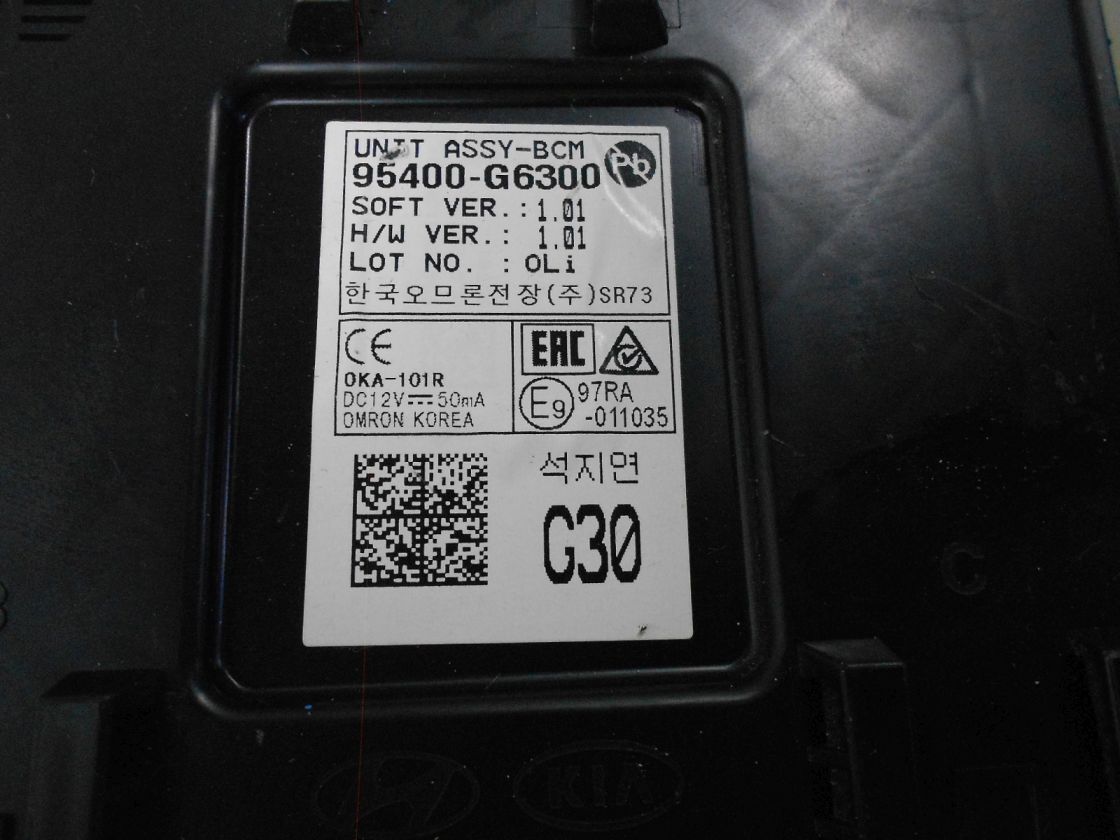 UNIT ASSY-BCM
Pb
95400-G6300
SOFT VER.: 1.01
H/W VER.: 1.01
LOT NO. : OLi
한국오므론전장(주)SR73
CE
OKA-101R
DC12V⎓50mA
OMRON KOREA
EAC
E9 97RA
-011035
석지연
G30
C
KIA